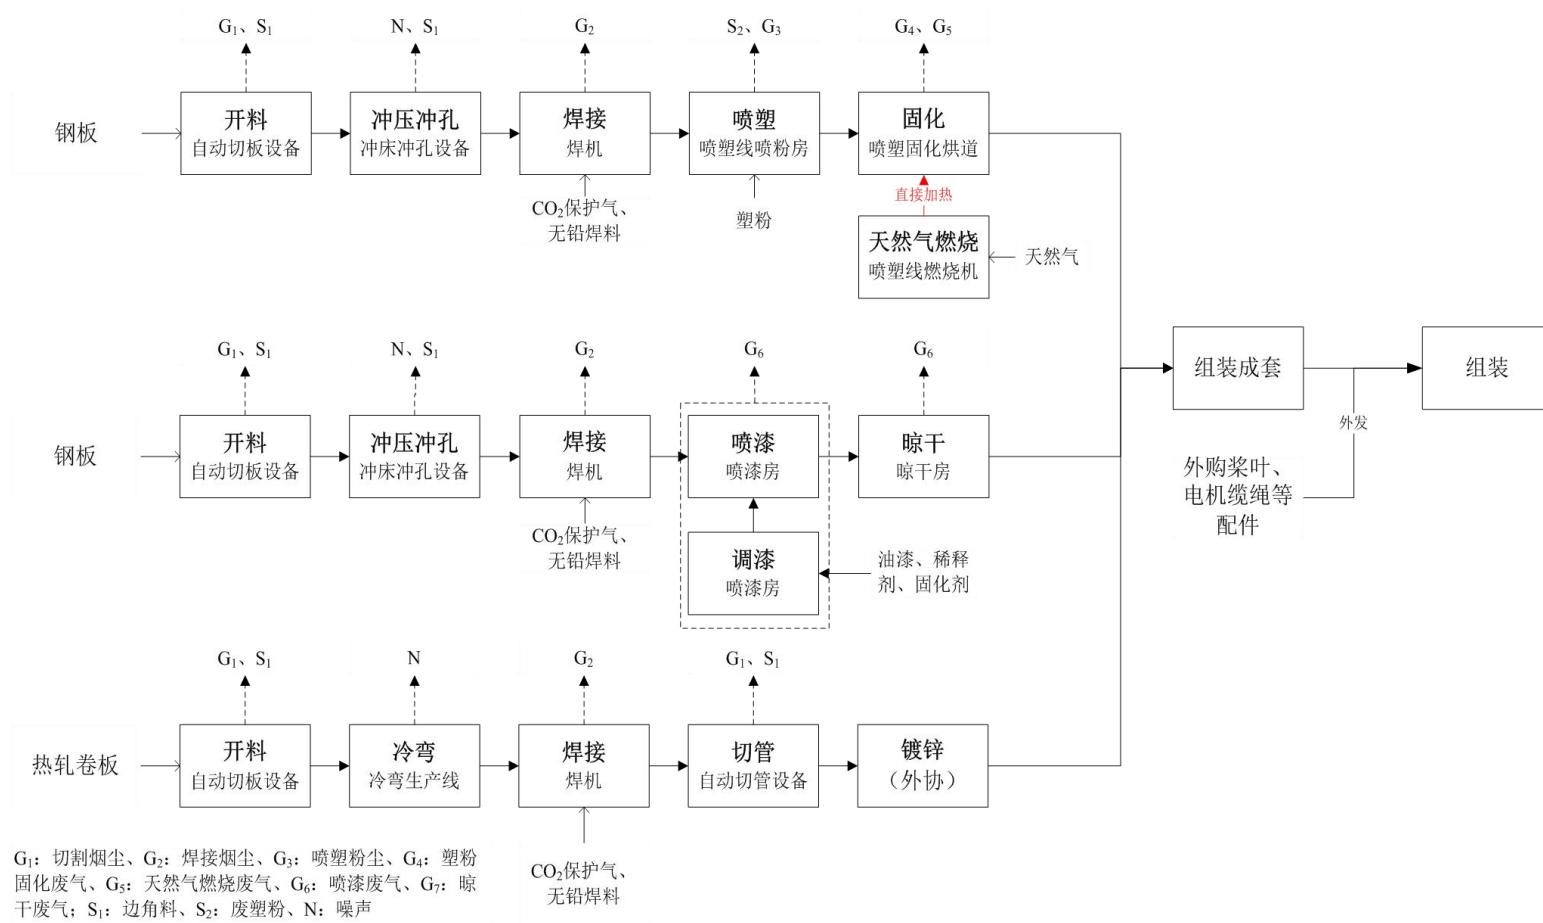 G₁、S₁
N、S₁
G₂
S₂、G₃
G₄、G₅
钢板
开料
自动切板设备
冲压冲孔
冲床冲孔设备
焊接
焊机
喷塑
喷塑线喷粉房
固化
喷塑固化烘道
CO₂保护气、
无铅焊料
塑粉
直接加热
天然气燃烧
喷塑线燃烧机
天然气
G₁、S₁
N、S₁
G₂
G₆
G₆
钢板
开料
自动切板设备
冲压冲孔
冲床冲孔设备
焊接
焊机
喷漆
喷漆房
晾干
晾干房
CO₂保护气、
无铅焊料
调漆
喷漆房
油漆、稀释
剂、固化剂
组装成套
组装
外发
外购桨叶、
电机缆绳等
配件
G₁、S₁
N
G₂
G₁、S₁
热轧卷板
开料
自动切板设备
冷弯
冷弯生产线
焊接
焊机
切管
自动切管设备
镀锌
（外协）
CO₂保护气、
无铅焊料
G₁：切割烟尘、G₂：焊接烟尘、G₃：喷塑粉尘、G₄：塑粉
固化废气、G₅：天然气燃烧废气、G₆：喷漆废气、G₇：晾
干废气；S₁：边角料、S₂：废塑粉、N：噪声